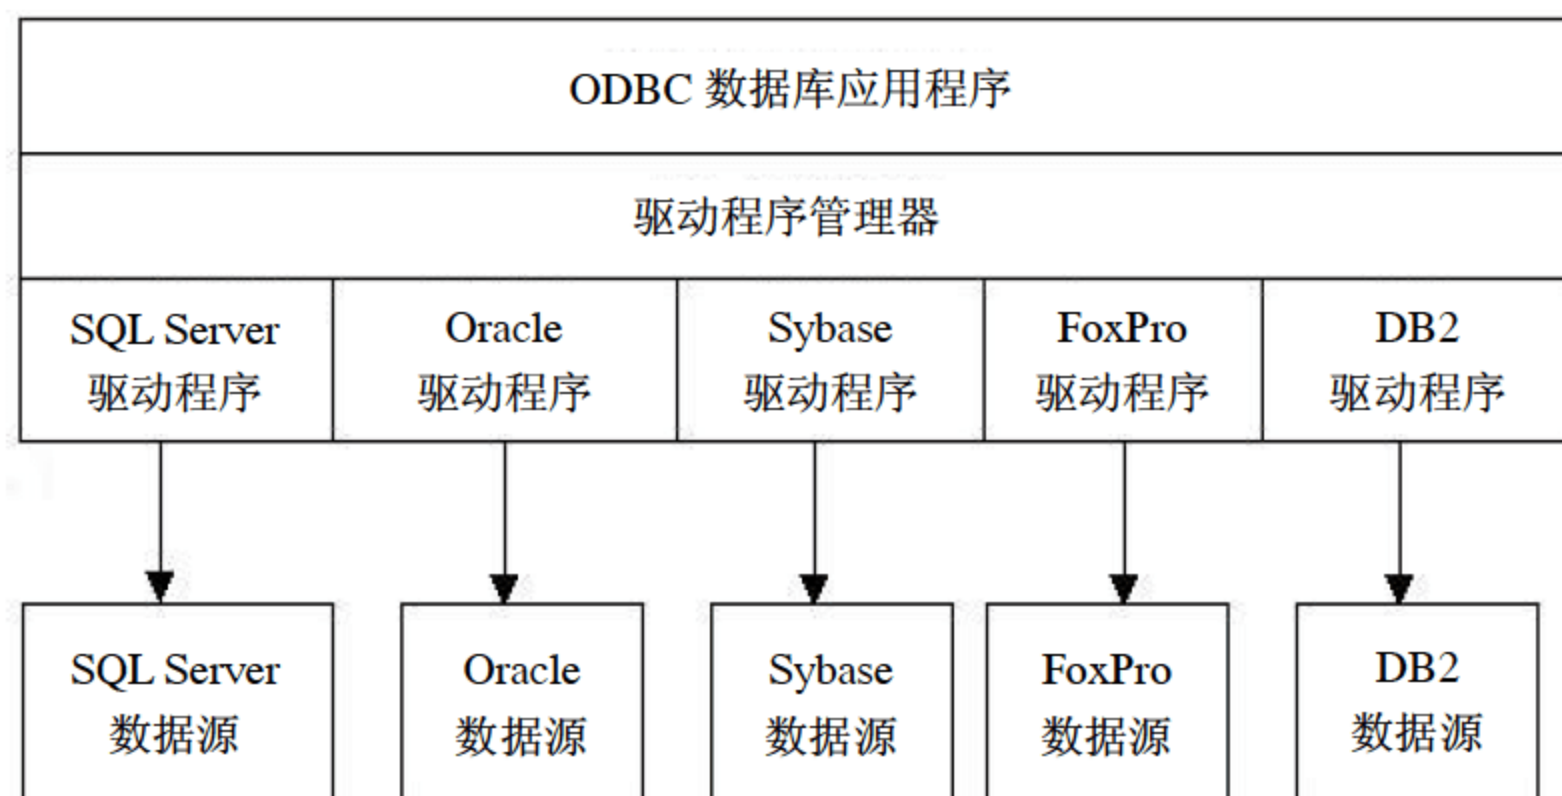 ODBC 数据库应用程序
驱动程序管理器
SQL Server
驱动程序
Oracle
驱动程序
Sybase
驱动程序
FoxPro
驱动程序
DB2
驱动程序
SQL Server
数据源
Oracle
数据源
Sybase
数据源
FoxPro
数据源
DB2
数据源